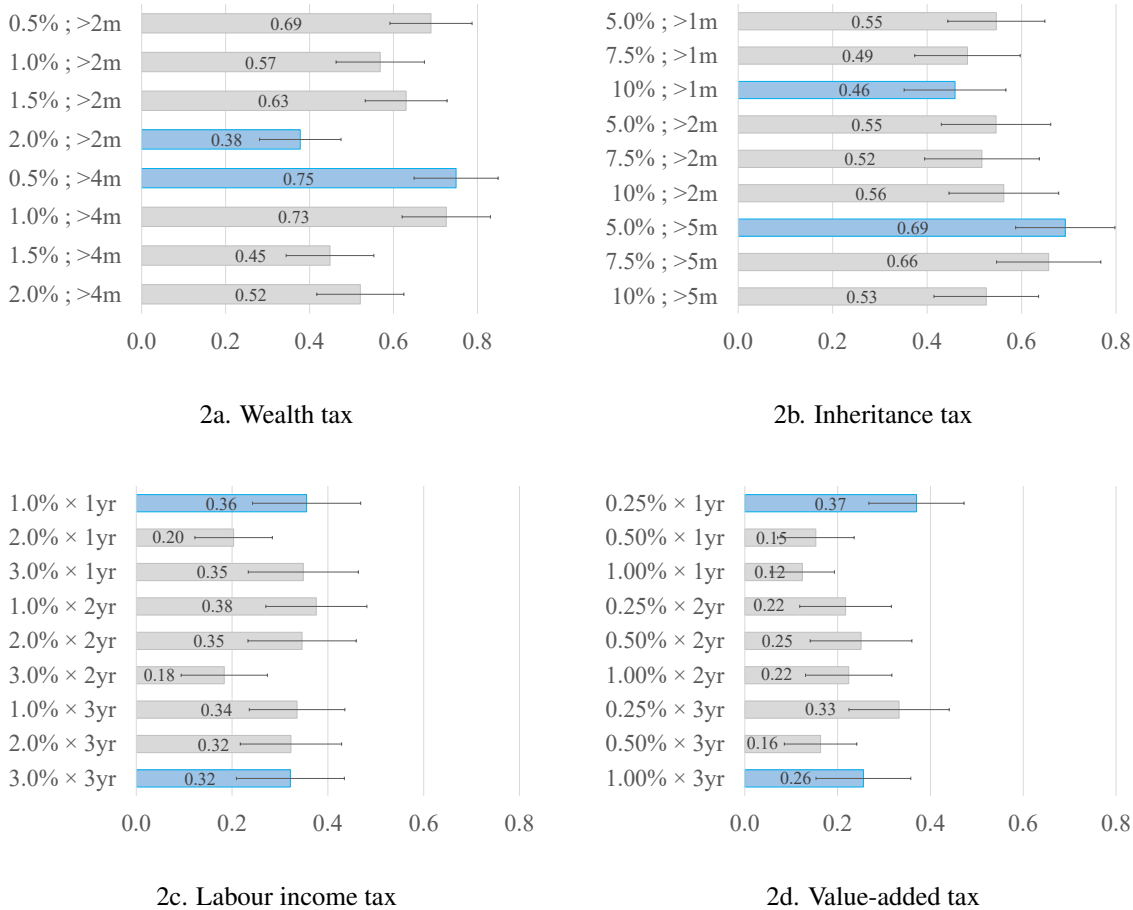 0.5% ; >2m 0.69
1.0% ; >2m 0.57
1.5% ; >2m 0.63
2.0% ; >2m 0.38
0.5% ; >4m 0.75
1.0% ; >4m 0.73
1.5% ; >4m 0.45
2.0% ; >4m 0.52
0.0 0.2 0.4 0.6 0.8
2a. Wealth tax
5.0% ; >1m 0.55
7.5% ; >1m 0.49
10% ; >1m 0.46
5.0% ; >2m 0.55
7.5% ; >2m 0.52
10% ; >2m 0.56
5.0% ; >5m 0.69
7.5% ; >5m 0.66
10% ; >5m 0.53
0.0 0.2 0.4 0.6 0.8
2b. Inheritance tax
1.0% × 1yr 0.36
2.0% × 1yr 0.20
3.0% × 1yr 0.35
1.0% × 2yr 0.38
2.0% × 2yr 0.35
3.0% × 2yr 0.18
1.0% × 3yr 0.34
2.0% × 3yr 0.32
3.0% × 3yr 0.32
0.0 0.2 0.4 0.6 0.8
2c. Labour income tax
0.25% × 1yr 0.37
0.50% × 1yr 0.15
1.00% × 1yr 0.12
0.25% × 2yr 0.22
0.50% × 2yr 0.25
1.00% × 2yr 0.22
0.25% × 3yr 0.33
0.50% × 3yr 0.16
1.00% × 3yr 0.26
0.0 0.2 0.4 0.6 0.8
2d. Value-added tax